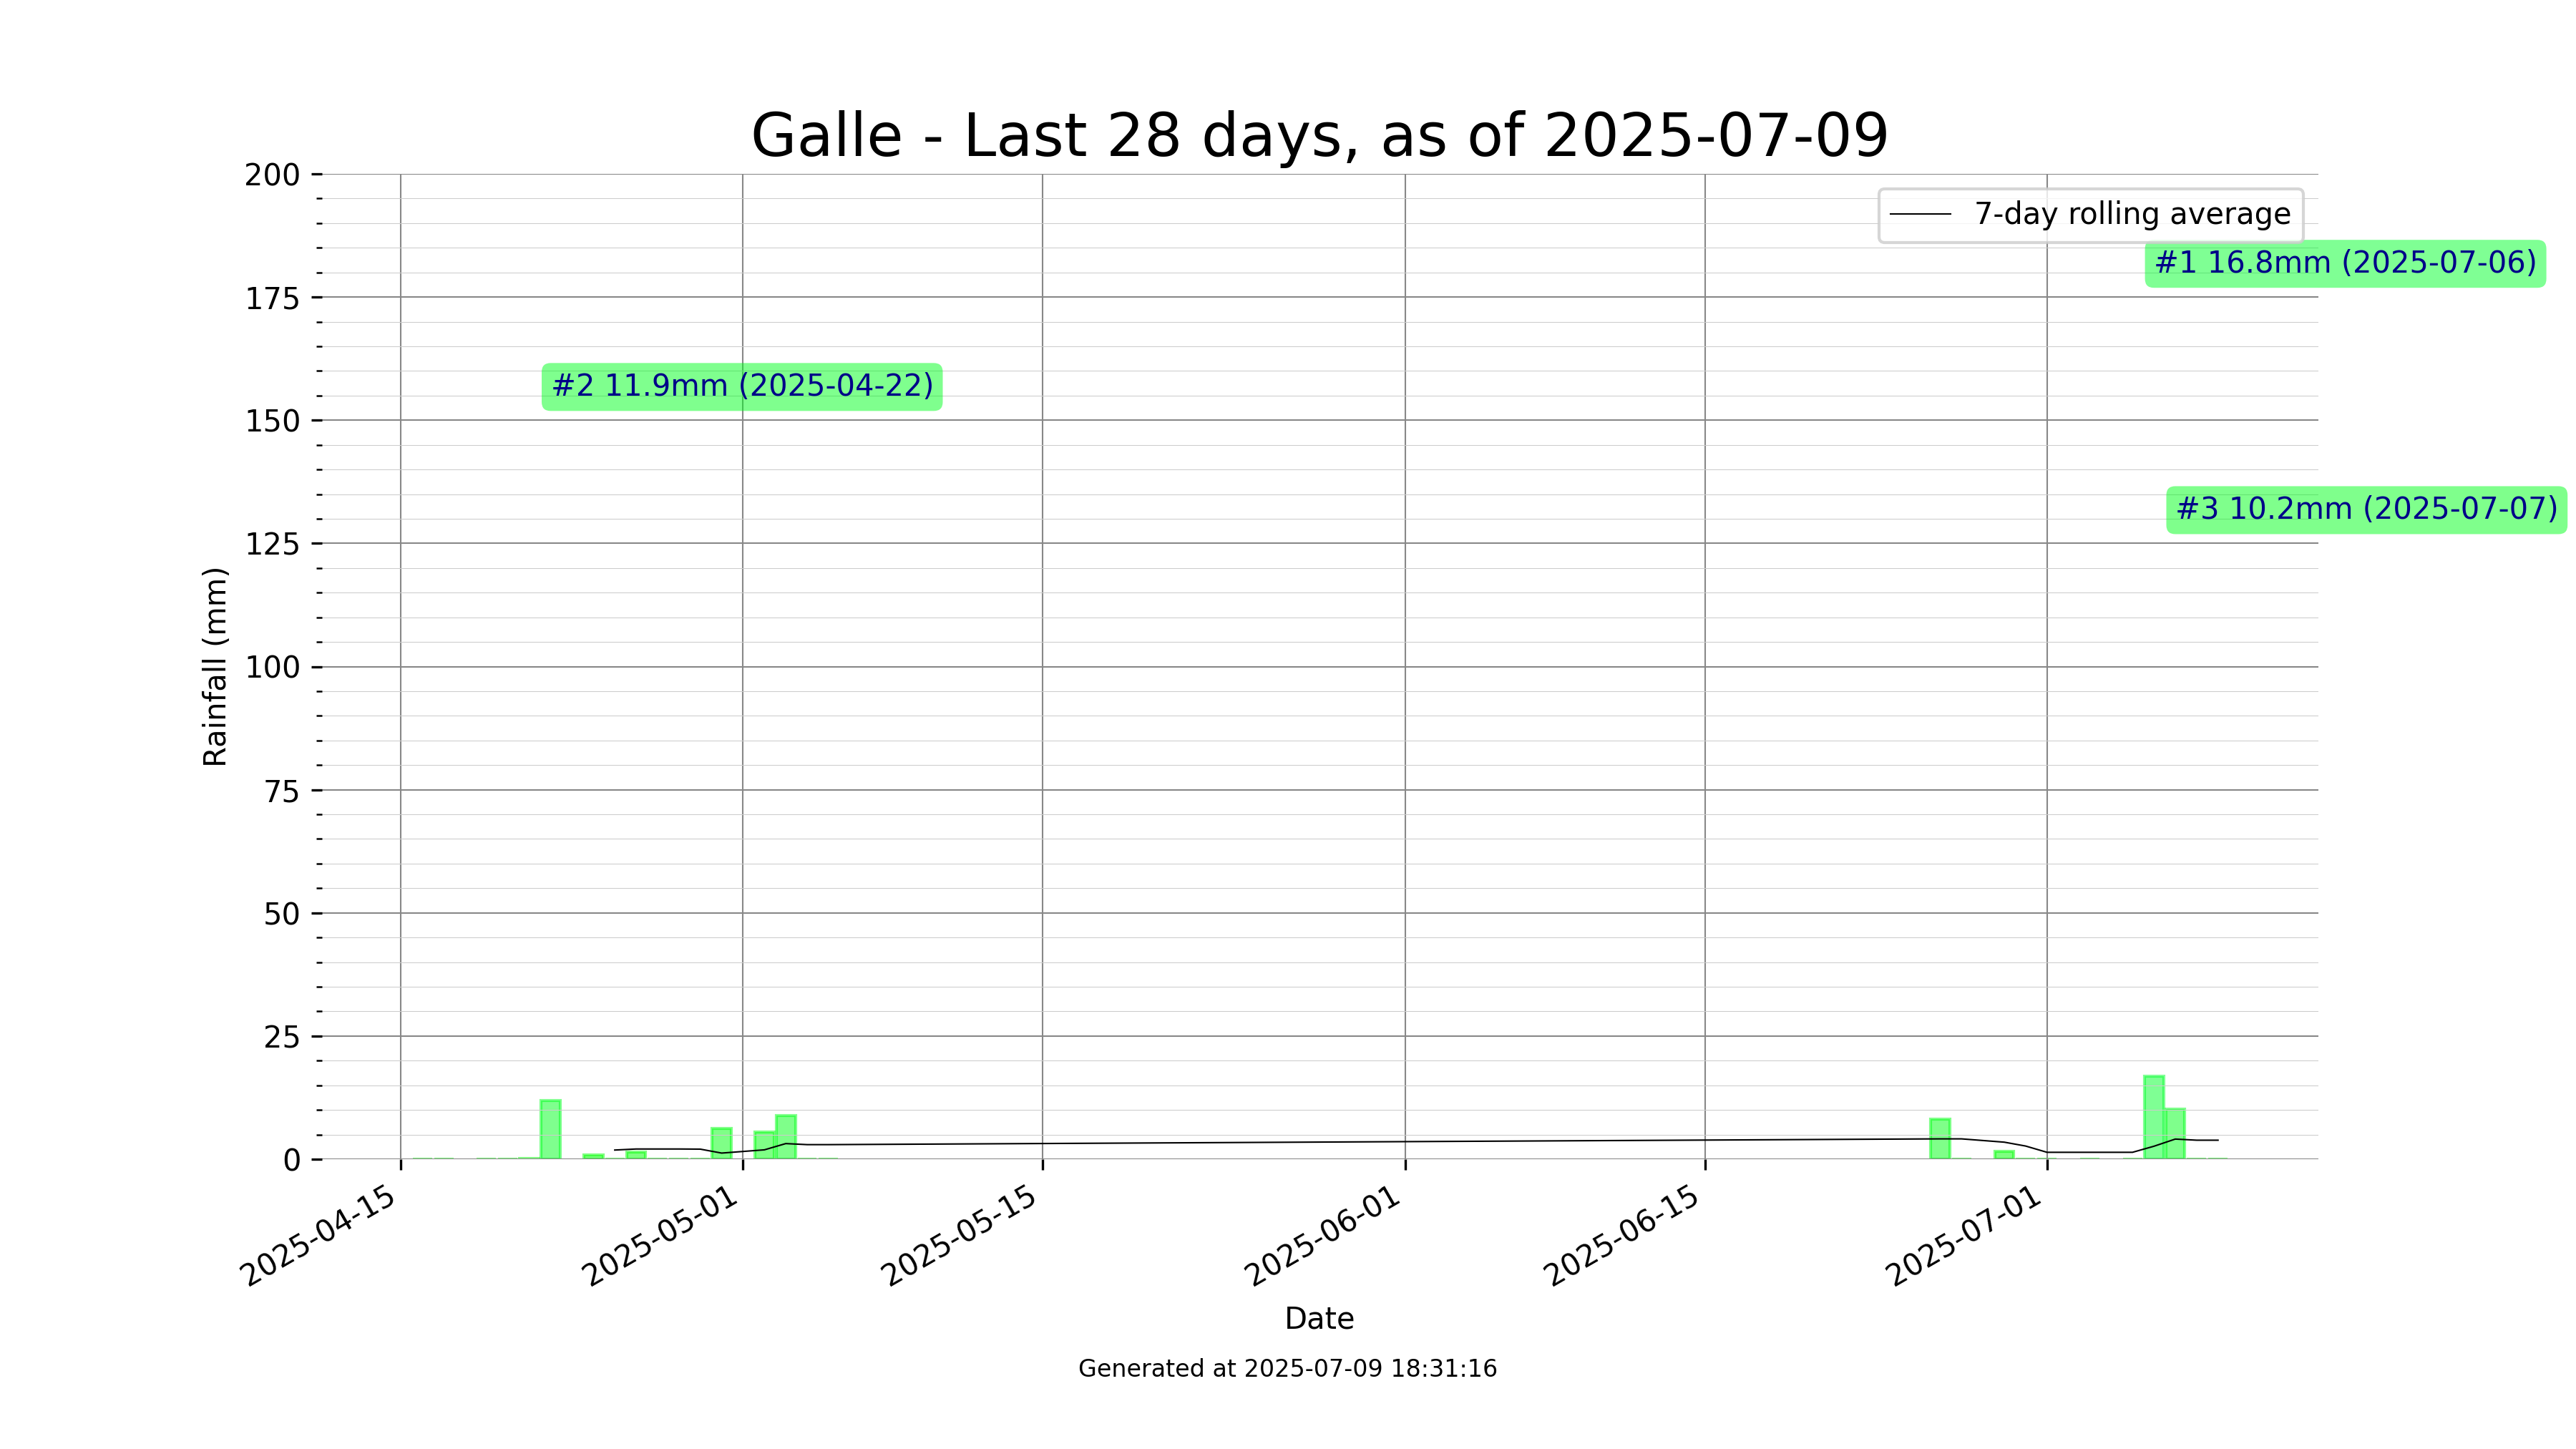 Galle - Last 28 days, as of 2025-07-09
200
175
150
125
100
75
50
25
0
Rainfall (mm)
7-day rolling average
#1 16.8mm (2025-07-06)
#2 11.9mm (2025-04-22)
#3 10.2mm (2025-07-07)
2025-04-15
2025-05-01
2025-05-15
2025-06-01
2025-06-15
2025-07-01
Date
Generated at 2025-07-09 18:31:16